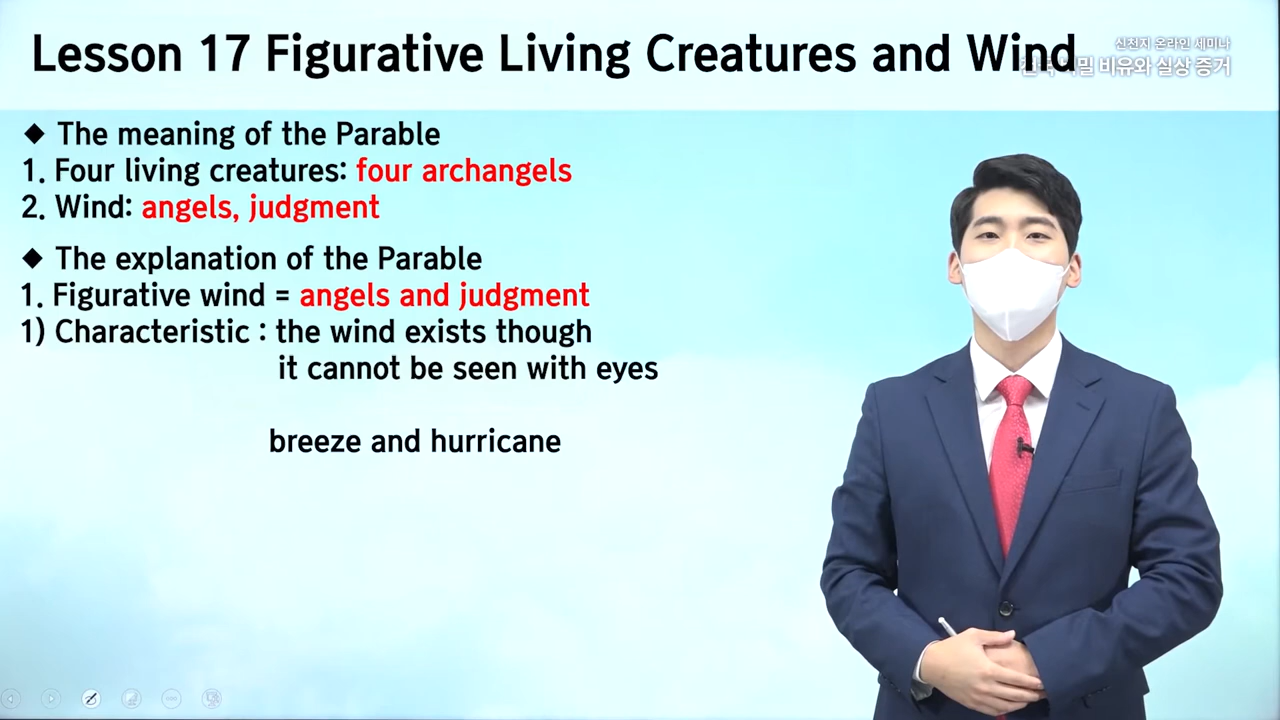 Lesson 17 Figurative Living Creatures and Wind
신천지 온라인 세미나
비유와 실상 증거
◆ The meaning of the Parable
1. Four living creatures: four archangels
2. Wind: angels, judgment
◆ The explanation of the Parable
1. Figurative wind = angels and judgment
1) Characteristic : the wind exists though
it cannot be seen with eyes
breeze and hurricane